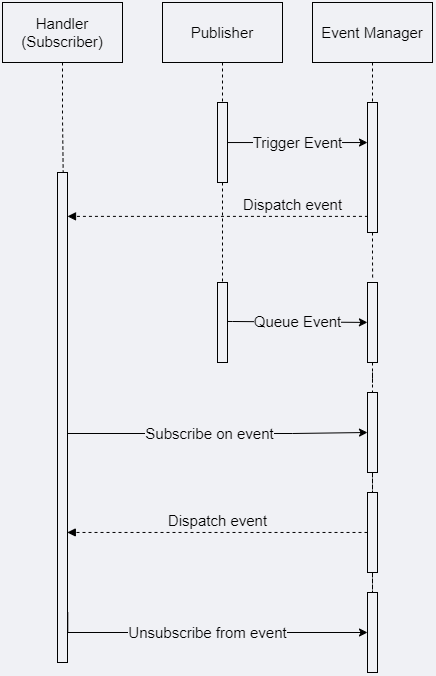 Handler
(Subscriber)
Publisher
Event Manager
Trigger Event
Dispatch event
Queue Event
Subscribe on event
Dispatch event
Unsubscribe from event